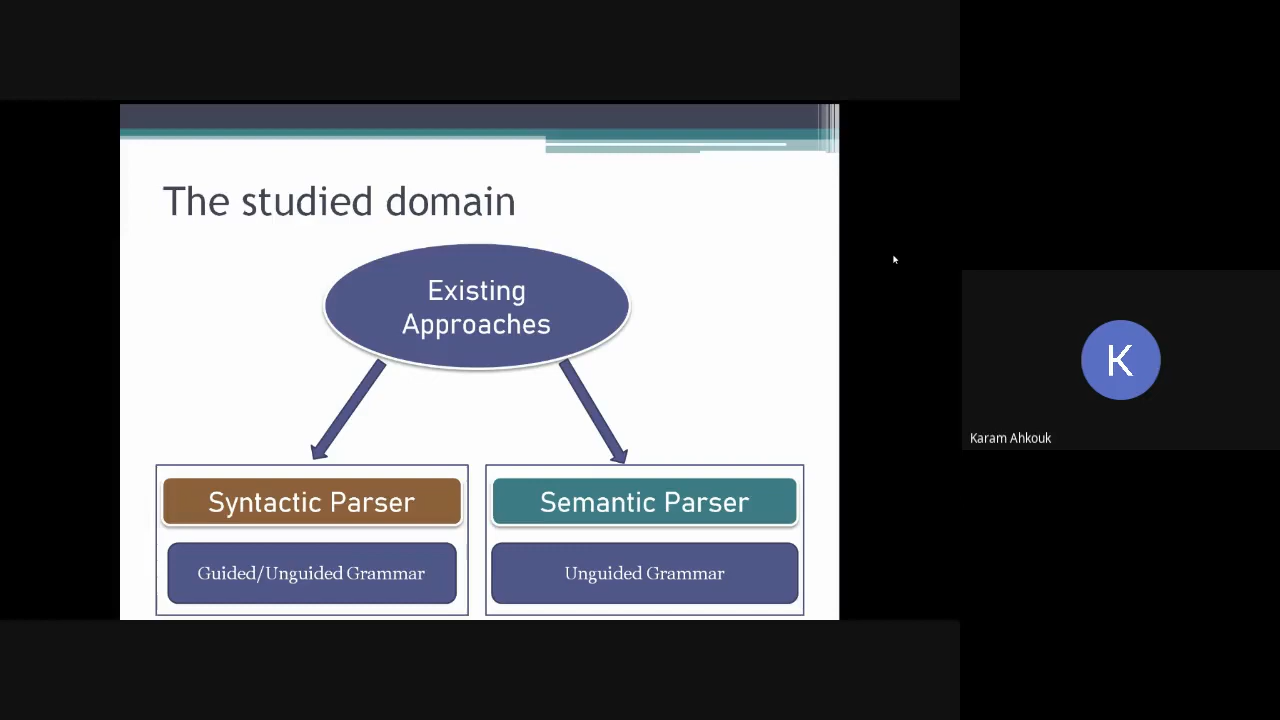 The studied domain
Existing
Approaches
Syntactic Parser
Semantic Parser
Guided/Unguided Grammar
Unguided Grammar
K
Karam Ahkouk